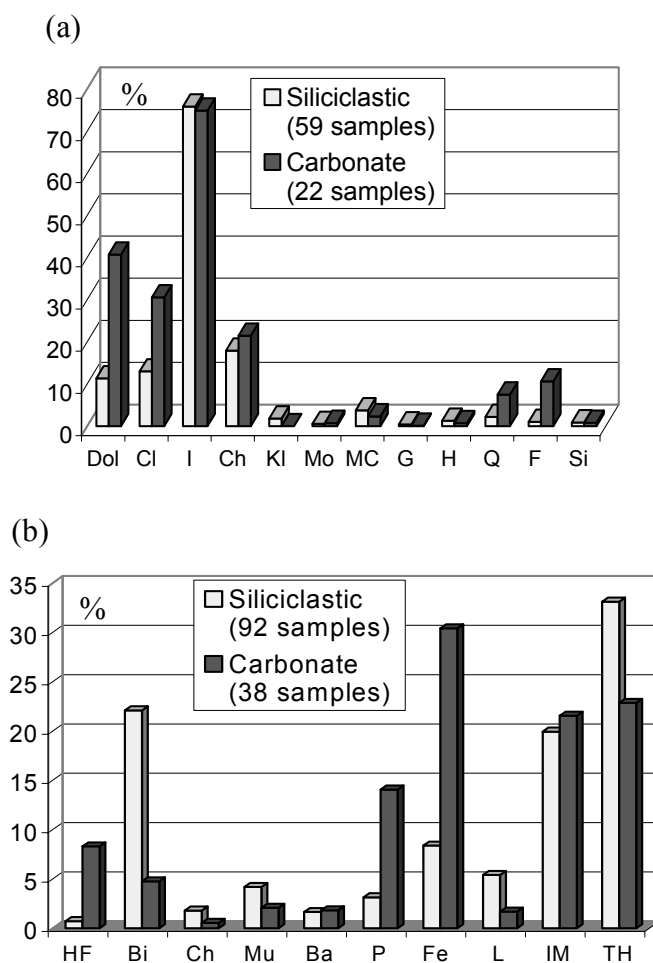 (a)
80
70
60
50
40
30
20
10
0
%
Siliciclastic
(59 samples)
Carbonate
(22 samples)
Dol Cl I Ch Kl Mo MC G H Q F Si
(b)
35
30
25
20
15
10
5
0
%
Siliciclastic
(92 samples)
Carbonate
(38 samples)
HF Bi Ch Mu Ba P Fe L IM TH